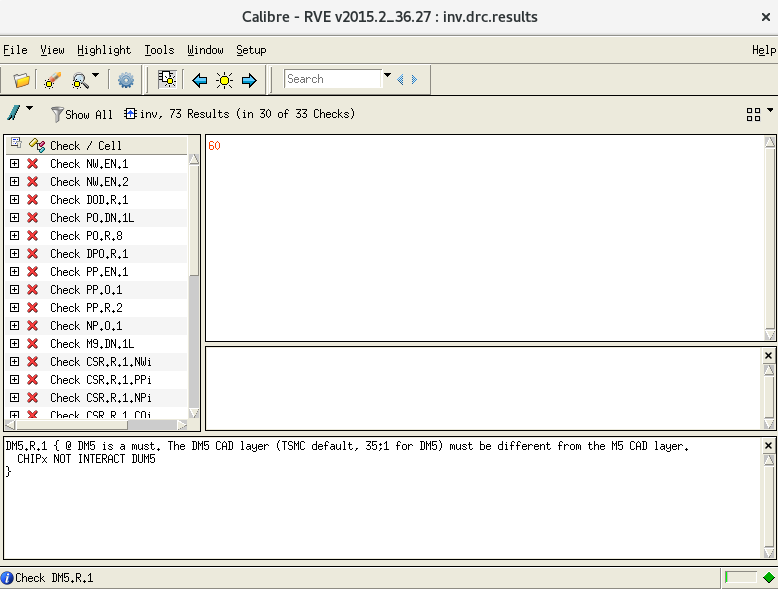 Calibre - RVE v2015.2_36.27 : inv.drc.results
File View Highlight Tools Window Setup Help
Search
Show All inv, 73 Results (in 30 of 33 Checks)
Check / Cell
Check NW.EN.1
Check NW.EN.2
Check DOD.R.1
Check PO.DN.1L
Check PO.R.8
Check DPO.R.1
Check PP.EN.1
Check PP.O.1
Check PP.R.2
Check NP.O.1
Check M9.DN.1L
Check CSR.R.1.NWi
Check CSR.R.1.PPi
Check CSR.R.1.NPi
Check CSR.R.1.COi
60
DM5.R.1 { @ DM5 is a must. The DM5 CAD layer (TSMC default, 35;1 for DM5) must be different from the M5 CAD layer.
CHIPx NOT INTERACT DUM5
}
Check DM5.R.1